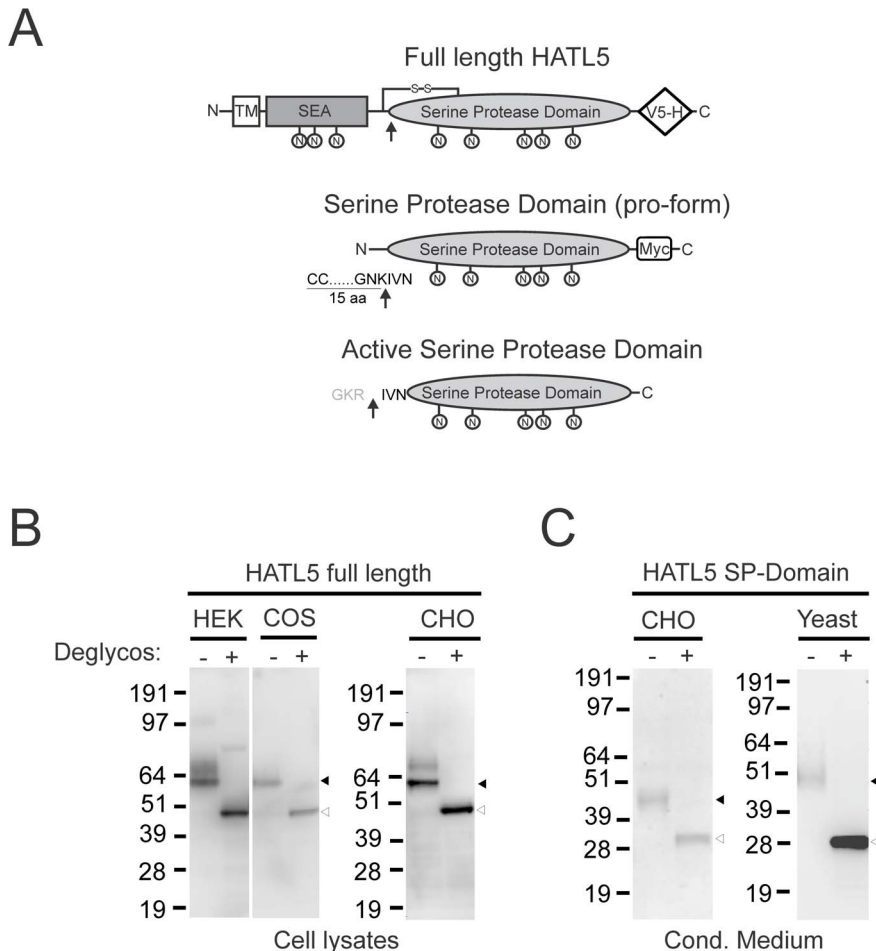 A
Full length HATL5
S-S
N TM SEA Serine Protease Domain V5-H C
N N N N N N N N
Serine Protease Domain (pro-form)
N Serine Protease Domain Myc C
N N N N N
CC......GNKIVN
15 aa
Active Serine Protease Domain
GKR IVN Serine Protease Domain C
N N N N N
B
HATL5 full length
HEK COS CHO
Deglycos: - + - + - +
191 191
97 97
64 64
51 51
39 39
28 28
19 19
Cell lysates
C
HATL5 SP-Domain
CHO Yeast
- + - +
191 191
97 97
64 64
51 51
39 39
28 28
19 19
Cond. Medium